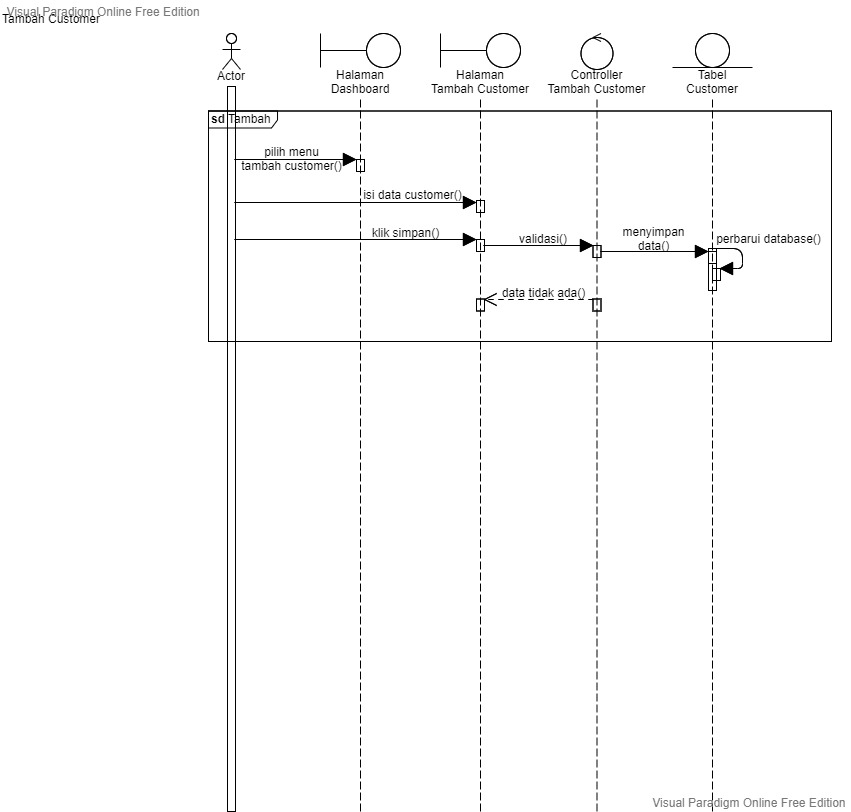 Visual Paradigm Online Free Edition
Tambah Customer
Actor
Halaman
Dashboard
Halaman
Tambah Customer
Controller
Tambah Customer
Tabel
Customer
sd Tambah
pilih menu
tambah customer()
isi data customer()
klik simpan()
validasi()
menyimpan
data()
perbarui database()
data tidak ada()
Visual Paradigm Online Free Edition